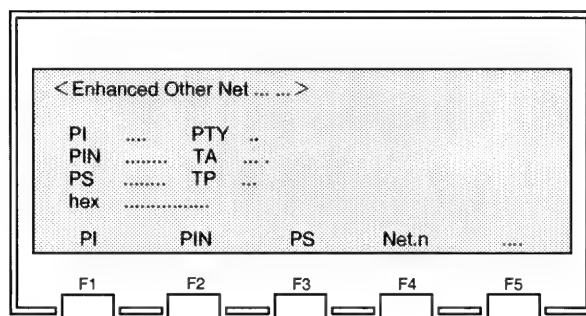 <Enhanced Other Net ... ...>
PI .... PTY ..
PIN ........ TA ... .
PS ........ TP ...
hex ................
PI PIN PS Net.n ....
F1 F2 F3 F4 F5